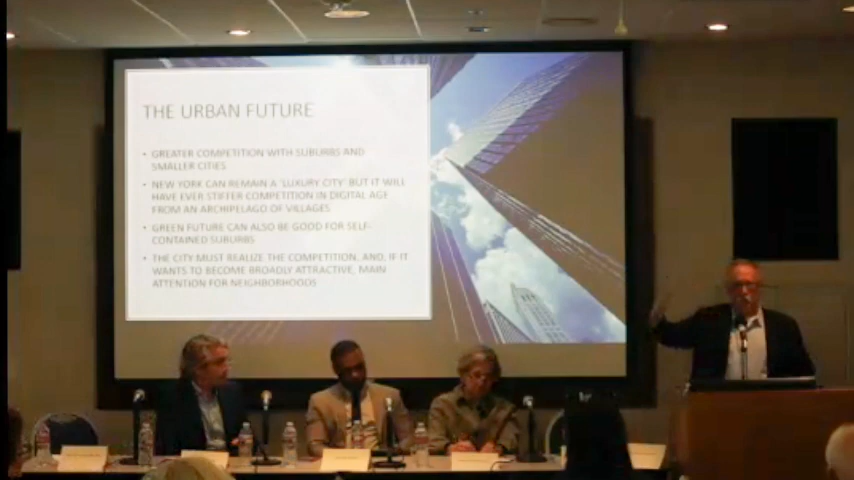 THE URBAN FUTURE
• GREATER COMPETITION WITH SUBURBS AND
SMALLER CITIES
• NEW YORK CAN REMAIN A 'LUXURY CITY' BUT IT WILL
HAVE EVER STIFFER COMPETITION IN DIGITAL AGE
FROM AN ARCHIPELAGO OF VILLAGES
• GREEN FUTURE CAN ALSO BE GOOD FOR SELF-
CONTAINED SUBURBS
• THE CITY MUST REALIZE THE COMPETITION, AND, IF IT
WANTS TO BECOME BROADLY ATTRACTIVE, MAIN
ATTENTION FOR NEIGHBORHOODS